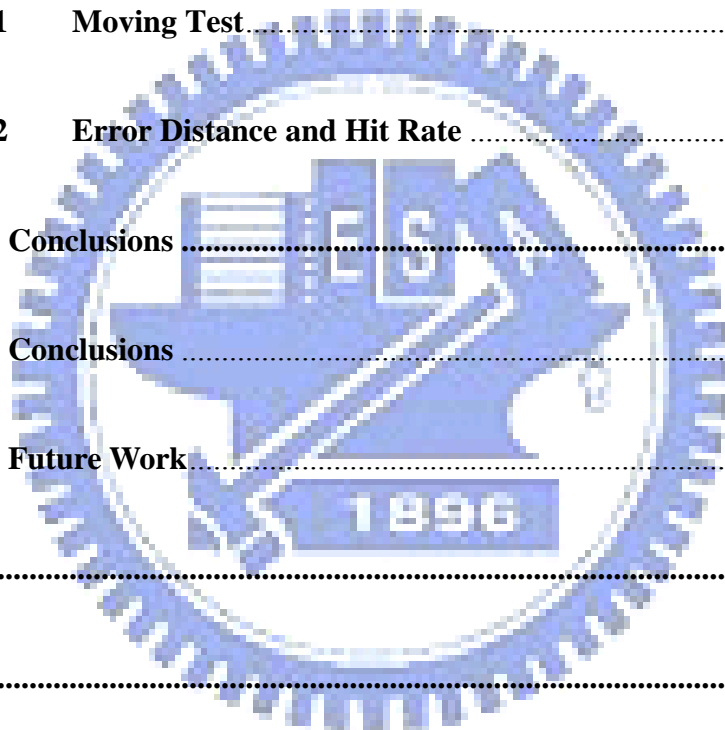 1 Moving Test........................................
2 Error Distance and Hit Rate ........................................
Conclusions ........................................
E S A
Conclusions ........................................
Future Work........................................
1896
........................................
........................................